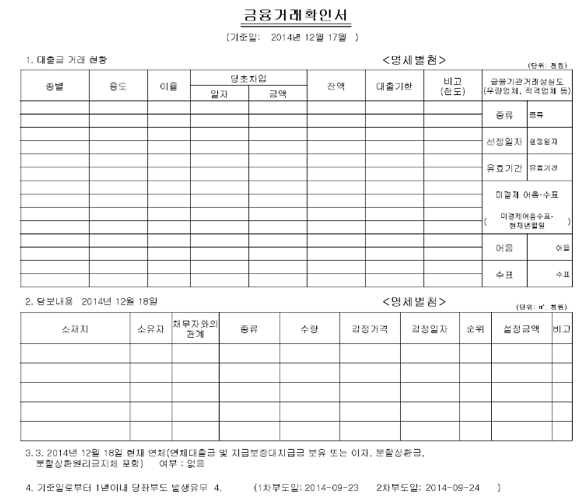 금융거래확인서
(기준일: 2014년 12월 17월 )
1. 대출금 거래 현황 <명세별첨> (단위: 천원)
종별 용도 이율 당초차입 잔액 대출기한 비고 금융기관거래성실도
일자 금액 (한도) (우량업체, 적격업체 등)
종류 종류
선정일자 설정일자
유효기간 유효기간
미결제 어음·수표
( 미결제어음수표- )
현재년월일
어음 어음
수표 수표
2. 담보내용 2014년 12월 18일 <명세별첨> (단위: ㎡. 천원)
소재지 소유자 채무자와의 종류 수량 감정가격 감정일자 순위 설정금액 비고
관계
3.3. 2014년 12월 18일 현재 연체(연체대출금 및 지급보증대지급금 보유 또는 이자, 분할상환금,
분할상환원리금지체 포함) 여부 : 없음
4. 기준일로부터 1년이내 당좌부도 발생유무 4. (1차부도일: 2014-09-23 2차부도일: 2014-09-24 )